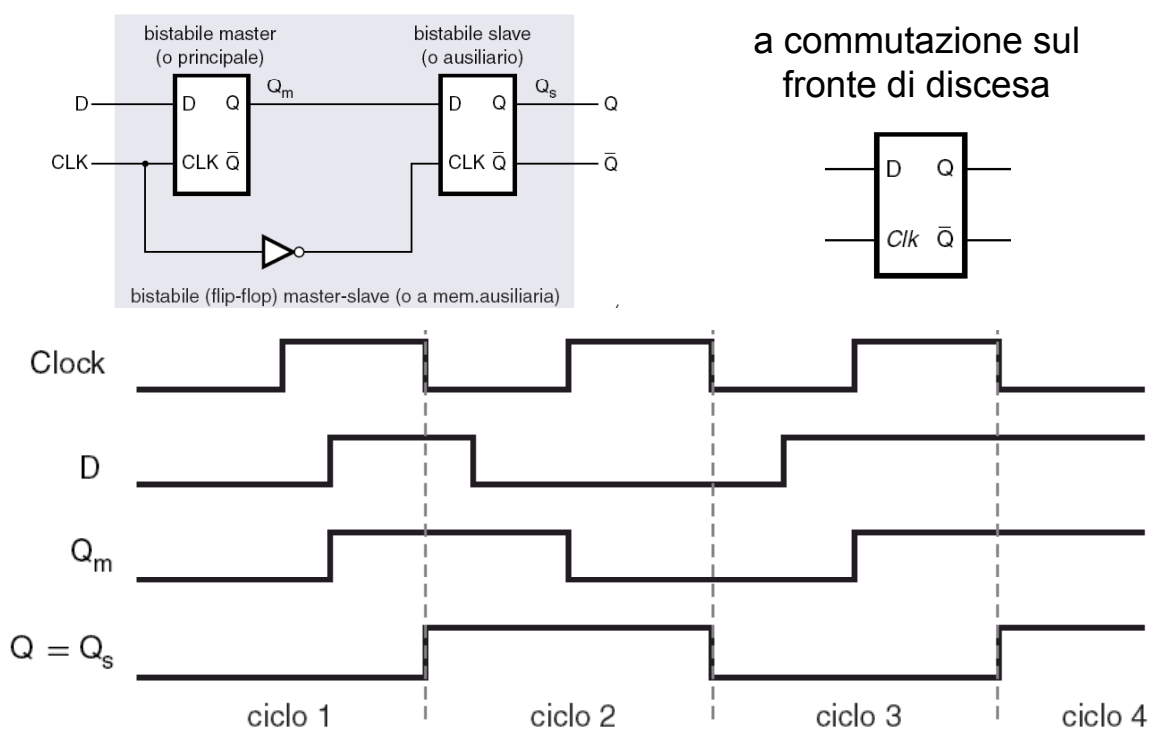 bistabile master
(o principale)
bistabile slave
(o ausiliario)
a commutazione sul
fronte di discesa
D
D Q
Qm
D Q
Qs
Q
CLK
CLK Q̅
CLK Q̅
Q̅
D Q
Clk Q̅
bistabile (flip-flop) master-slave (o a mem.ausiliaria)
Clock
D
Qm
Q = Qs
ciclo 1
ciclo 2
ciclo 3
ciclo 4